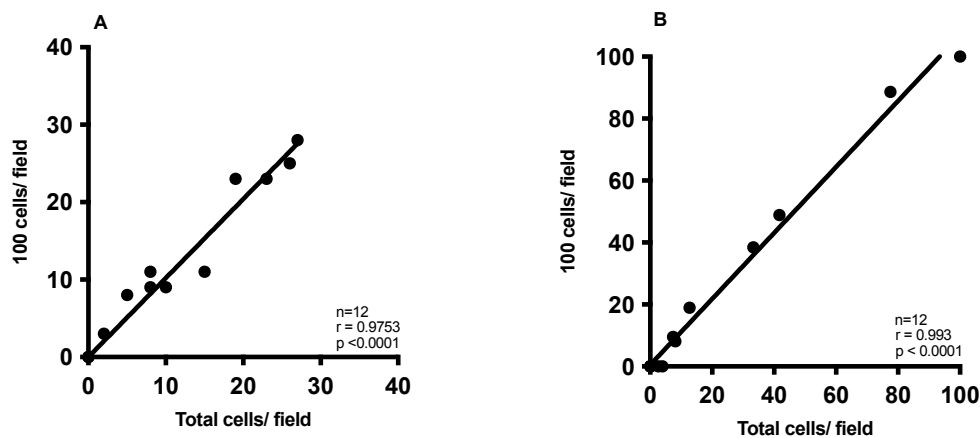 A
40
30
20
10
0
100 cells/ field
0 10 20 30 40
Total cells/ field
n=12
r = 0.9753
p <0.0001
B
100
80
60
40
20
0
100 cells/ field
0 20 40 60 80 100
Total cells/ field
n=12
r = 0.993
p < 0.0001